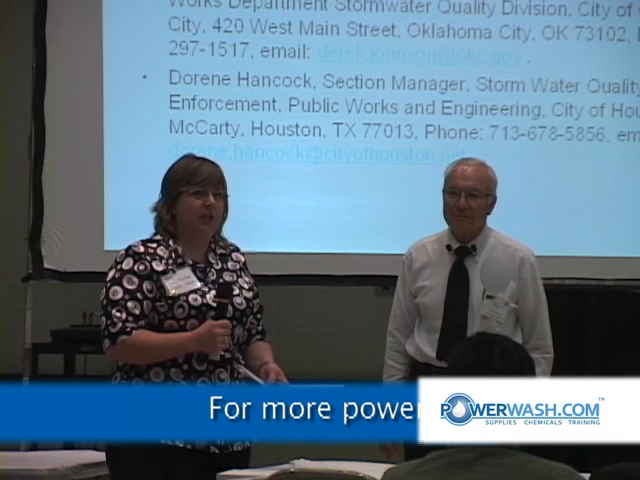 Works Department Stormwater Quality Division, City of
City, 420 West Main Street, Oklahoma City, OK 73102,
297-1517, email: derek.johnson@okc.gov .
• Dorene Hancock, Section Manager, Storm Water Quality
Enforcement, Public Works and Engineering, City of Hou
McCarty, Houston, TX 77013, Phone: 713-678-5856, em
dorene.hancock@cityofhouston.net
For more power
POWERWASH.COM™
SUPPLIES CHEMICALS TRAINING